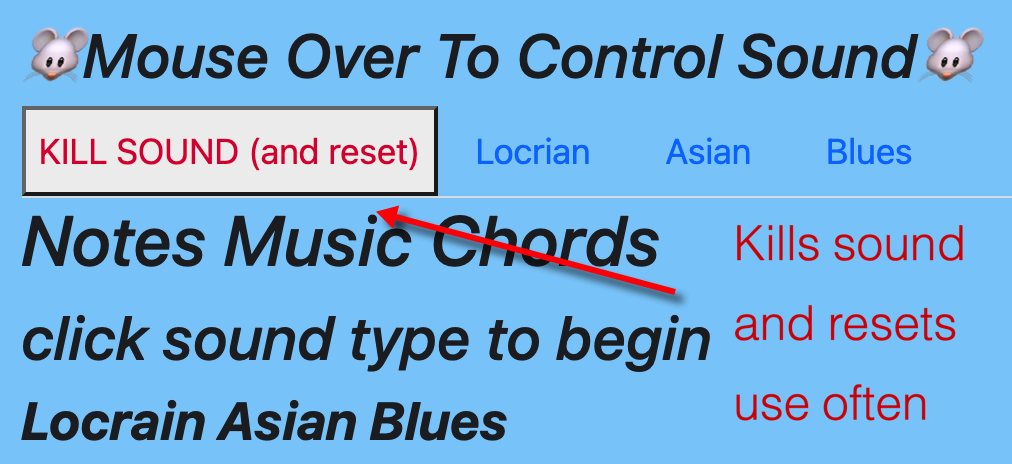 🐭Mouse Over To Control Sound🐭
KILL SOUND (and reset) Locrian Asian Blues
Notes Music Chords
click sound type to begin
Locrain Asian Blues
Kills sound
and resets
use often